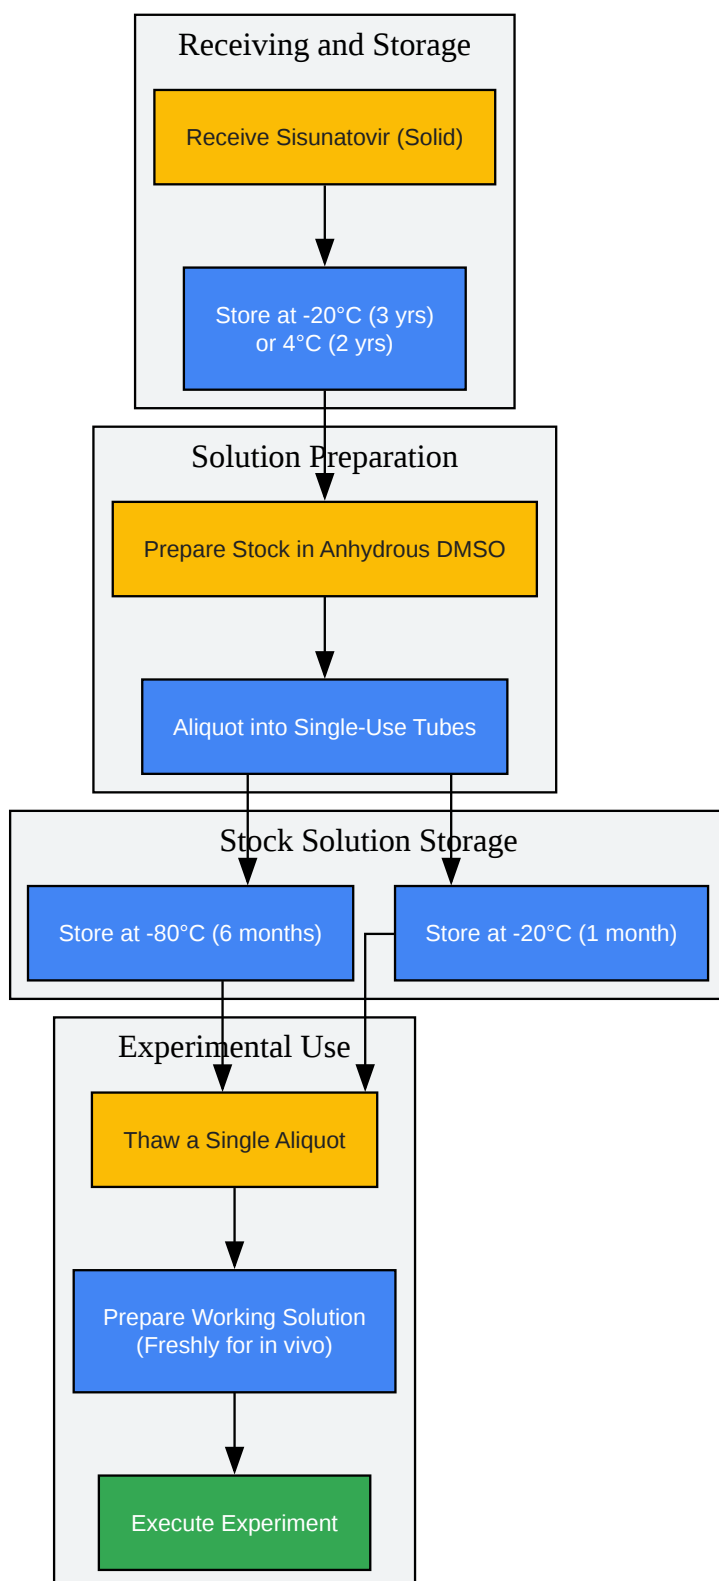 Receiving and Storage
Receive Sisunatovir (Solid)
Store at -20°C (3 yrs)
or 4°C (2 yrs)
Solution Preparation
Prepare Stock in Anhydrous DMSO
Aliquot into Single-Use Tubes
Stock Solution Storage
Store at -80°C (6 months)
Store at -20°C (1 month)
Experimental Use
Thaw a Single Aliquot
Prepare Working Solution
(Freshly for in vivo)
Execute Experiment